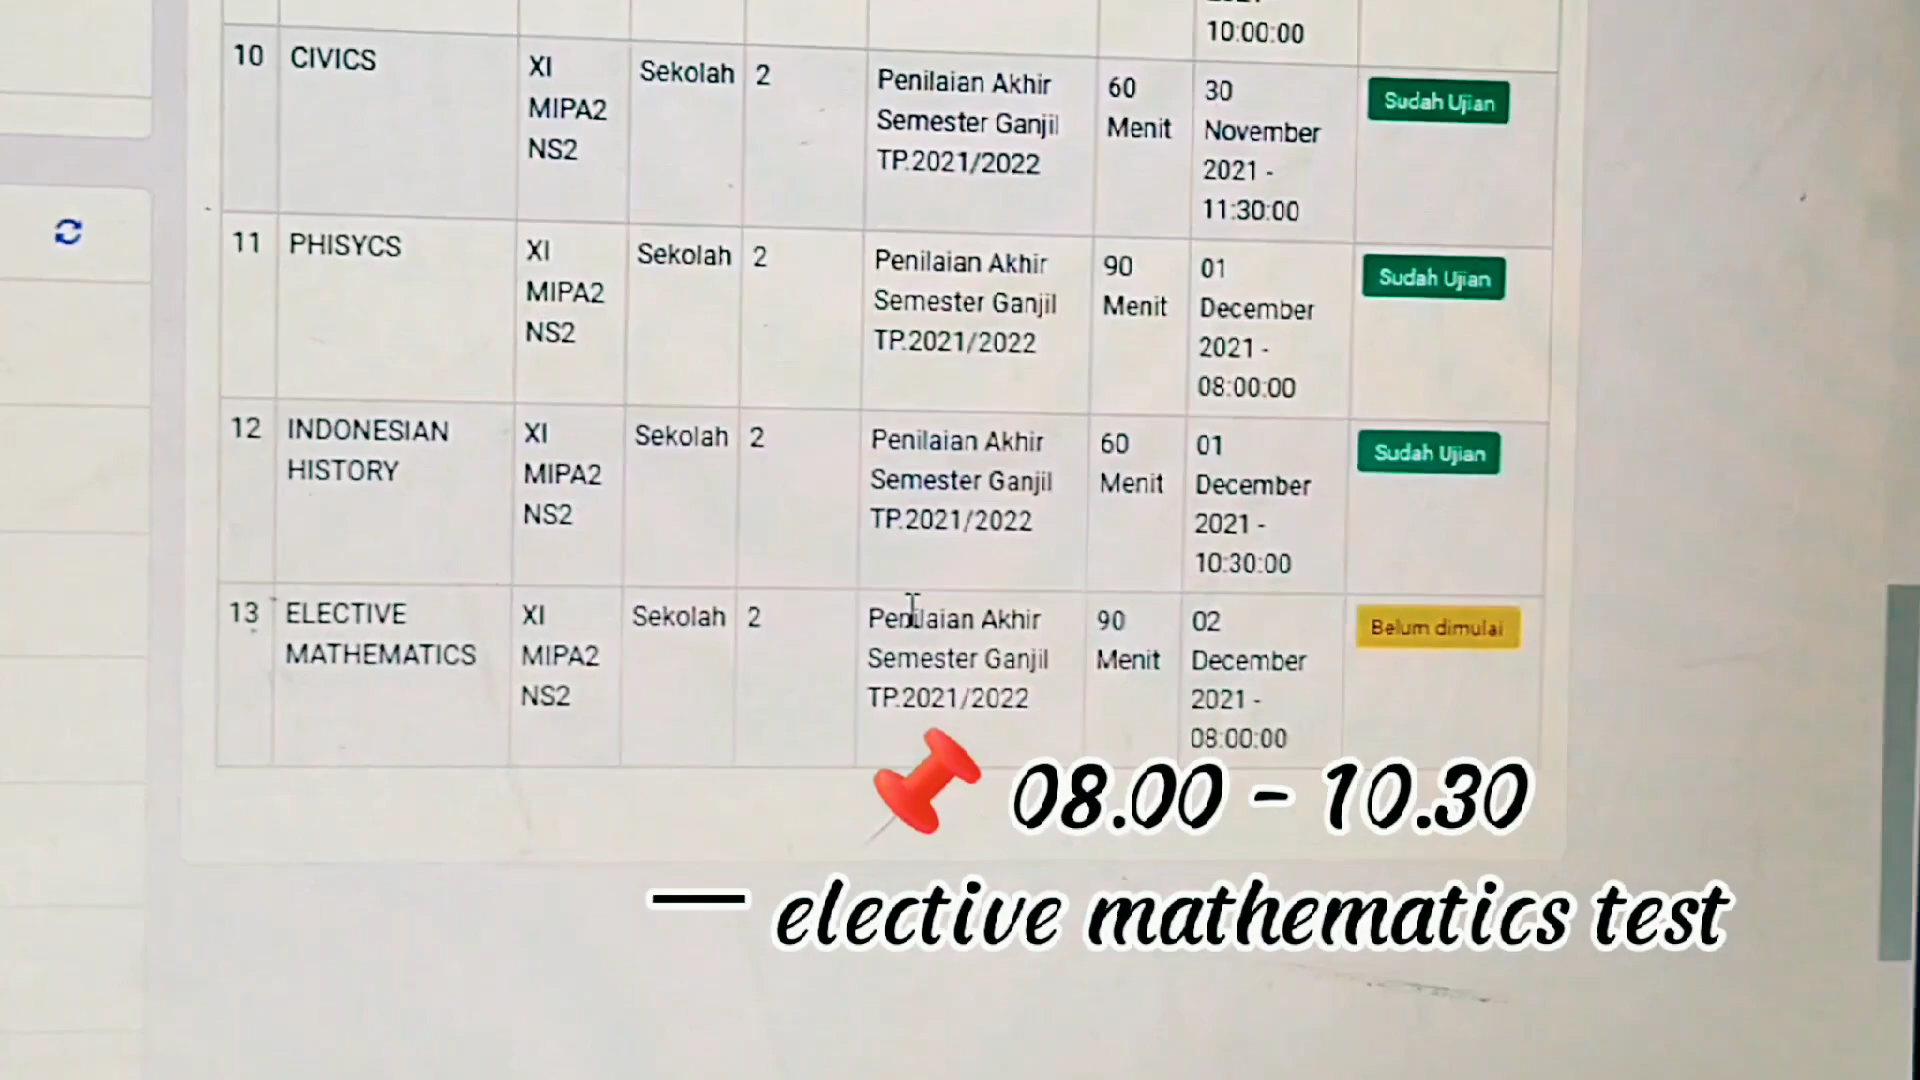 10:00:00
10 CIVICS XI MIPA2 NS2 Sekolah 2 Penilaian Akhir Semester Ganjil TP.2021/2022 60 Menit 30 November 2021 - 11:30:00 Sudah Ujian
11 PHISYCS XI MIPA2 NS2 Sekolah 2 Penilaian Akhir Semester Ganjil TP.2021/2022 90 Menit 01 December 2021 - 08:00:00 Sudah Ujian
12 INDONESIAN HISTORY XI MIPA2 NS2 Sekolah 2 Penilaian Akhir Semester Ganjil TP.2021/2022 60 Menit 01 December 2021 - 10:30:00 Sudah Ujian
13 ELECTIVE MATHEMATICS XI MIPA2 NS2 Sekolah 2 Penilaian Akhir Semester Ganjil TP.2021/2022 90 Menit 02 December 2021 - 08:00:00 Belum dimulai
08.00 - 10.30
— elective mathematics test